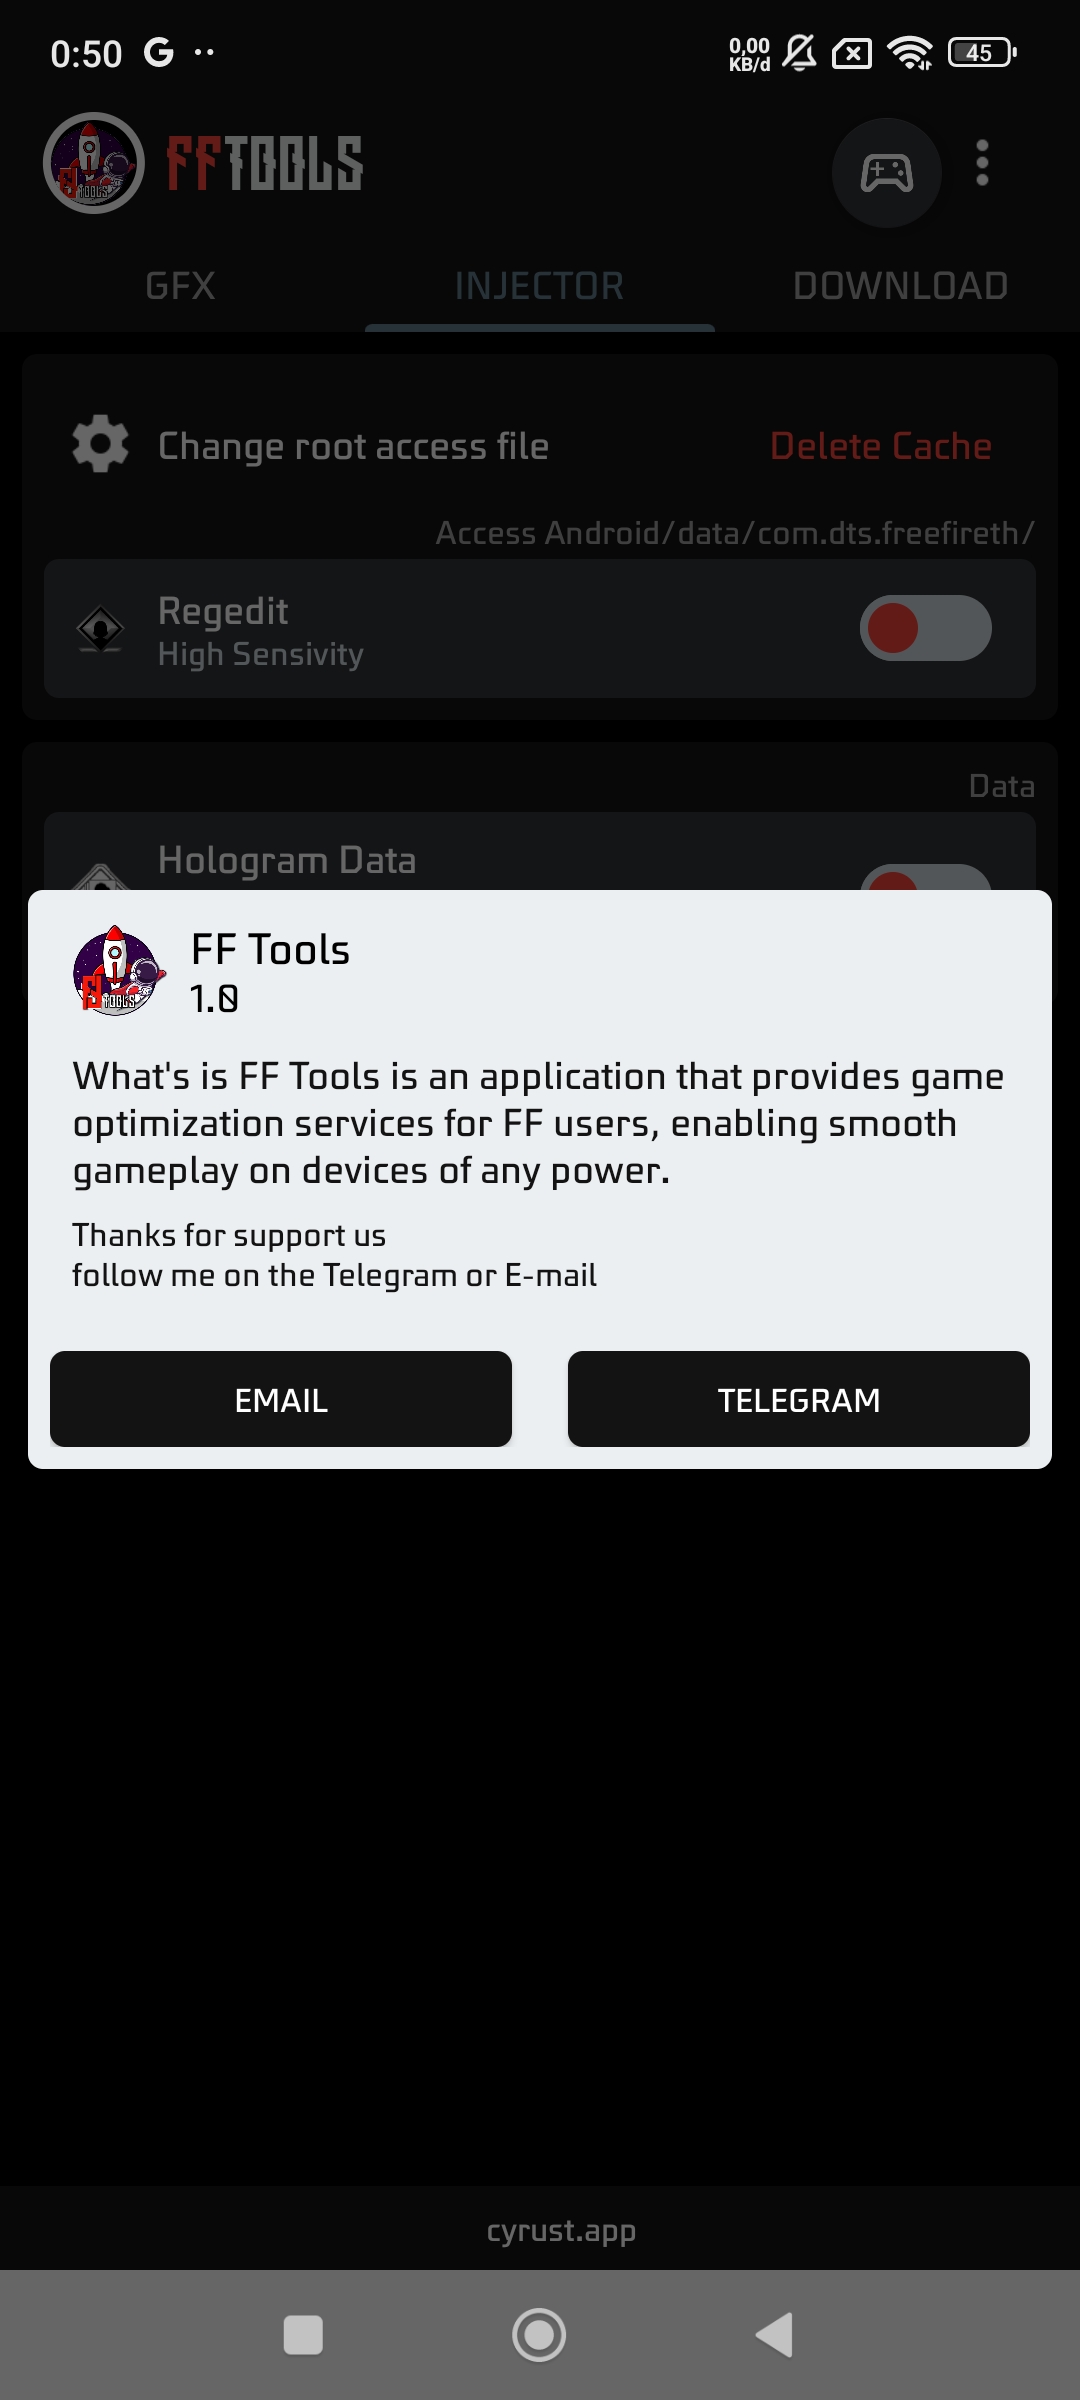 0:50
0,00
KB/d
45
FFTOOLS
GFX INJECTOR DOWNLOAD
Change root access file Delete Cache
Access Android/data/com.dts.freefireth/
Regedit
High Sensivity
Data
Hologram Data
FF Tools
1.0
What's is FF Tools is an application that provides game
optimization services for FF users, enabling smooth
gameplay on devices of any power.
Thanks for support us
follow me on the Telegram or E-mail
EMAIL TELEGRAM
cyrust.app